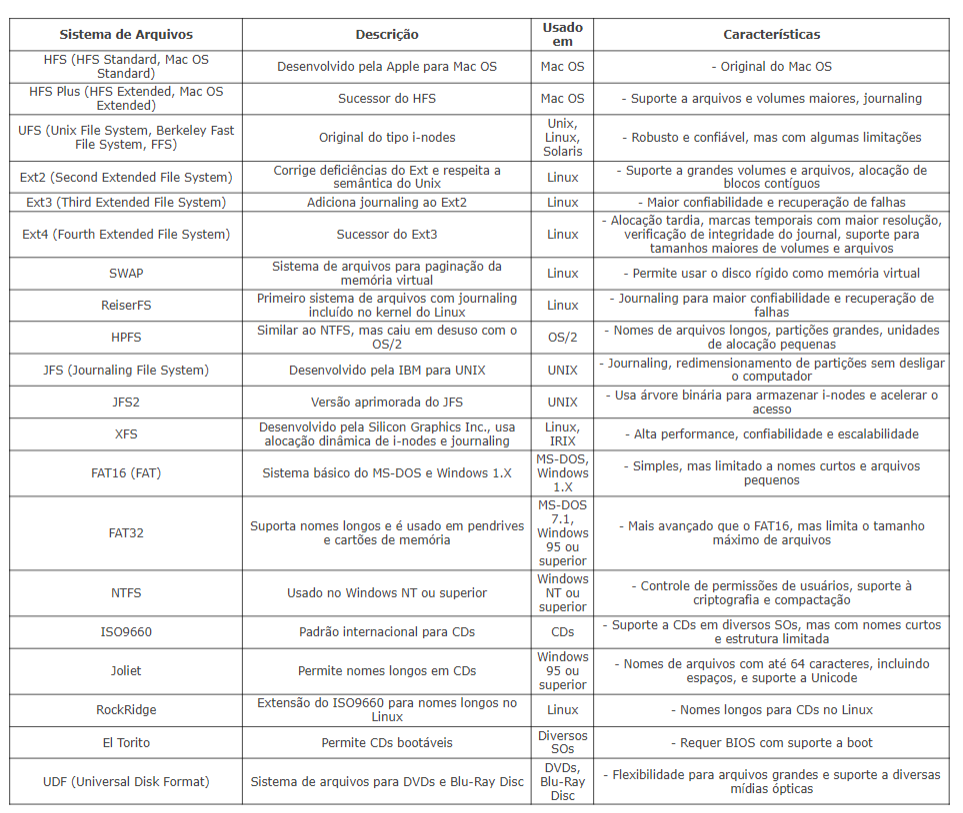 Sistema de Arquivos Descrição Usado em Características
HFS (HFS Standard, Mac OS Standard) Desenvolvido pela Apple para Mac OS Mac OS - Original do Mac OS
HFS Plus (HFS Extended, Mac OS Extended) Sucessor do HFS Mac OS - Suporte a arquivos e volumes maiores, journaling
UFS (Unix File System, Berkeley Fast File System, FFS) Original do tipo i-nodes Unix, Linux, Solaris - Robusto e confiável, mas com algumas limitações
Ext2 (Second Extended File System) Corrige deficiências do Ext e respeita a semântica do Unix Linux - Suporte a grandes volumes e arquivos, alocação de blocos contíguos
Ext3 (Third Extended File System) Adiciona journaling ao Ext2 Linux - Maior confiabilidade e recuperação de falhas
Ext4 (Fourth Extended File System) Sucessor do Ext3 Linux - Alocação tardia, marcas temporais com maior resolução, verificação de integridade do journal, suporte para tamanhos maiores de volumes e arquivos
SWAP Sistema de arquivos para paginação da memória virtual Linux - Permite usar o disco rígido como memória virtual
ReiserFS Primeiro sistema de arquivos com journaling incluído no kernel do Linux Linux - Journaling para maior confiabilidade e recuperação de falhas
HPFS Similar ao NTFS, mas caiu em desuso com o OS/2 OS/2 - Nomes de arquivos longos, partições grandes, unidades de alocação pequenas
JFS (Journaling File System) Desenvolvido pela IBM para UNIX UNIX - Journaling, redimensionamento de partições sem desligar o computador
JFS2 Versão aprimorada do JFS UNIX - Usa árvore binária para armazenar i-nodes e acelerar o acesso
XFS Desenvolvido pela Silicon Graphics Inc., usa alocação dinâmica de i-nodes e journaling Linux, IRIX - Alta performance, confiabilidade e escalabilidade
FAT16 (FAT) Sistema básico do MS-DOS e Windows 1.X MS-DOS, Windows 1.X - Simples, mas limitado a nomes curtos e arquivos pequenos
FAT32 Suporta nomes longos e é usado em pendrives e cartões de memória MS-DOS 7.1, Windows 95 ou superior - Mais avançado que o FAT16, mas limita o tamanho máximo de arquivos
NTFS Usado no Windows NT ou superior Windows NT ou superior - Controle de permissões de usuários, suporte à criptografia e compactação
ISO9660 Padrão internacional para CDs CDs - Suporte a CDs em diversos SOs, mas com nomes curtos e estrutura limitada
Joliet Permite nomes longos em CDs Windows 95 ou superior - Nomes de arquivos com até 64 caracteres, incluindo espaços, e suporte a Unicode
RockRidge Extensão do ISO9660 para nomes longos no Linux Linux - Nomes longos para CDs no Linux
El Torito Permite CDs bootáveis Diversos SOs - Requer BIOS com suporte a boot
UDF (Universal Disk Format) Sistema de arquivos para DVDs e Blu-Ray Disc DVDs, Blu-Ray Disc - Flexibilidade para arquivos grandes e suporte a diversas mídias ópticas